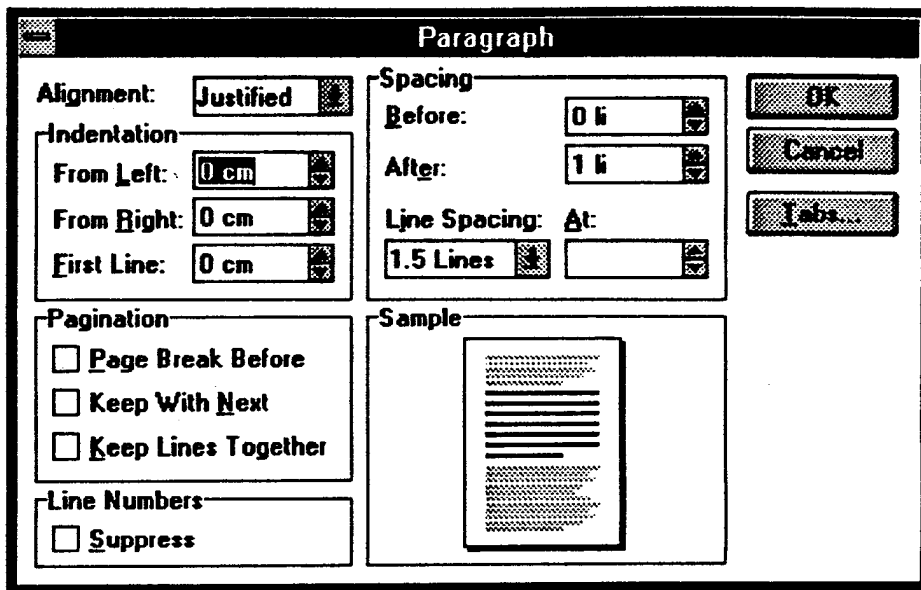 Paragraph
Alignment: Justified
Indentation
From Left: 0 cm
From Right: 0 cm
First Line: 0 cm
Spacing
Before: 0 li
After: 1 li
Line Spacing: At:
1.5 Lines
OK
Cancel
Tabs...
Pagination
Page Break Before
Keep With Next
Keep Lines Together
Sample
Line Numbers
Suppress